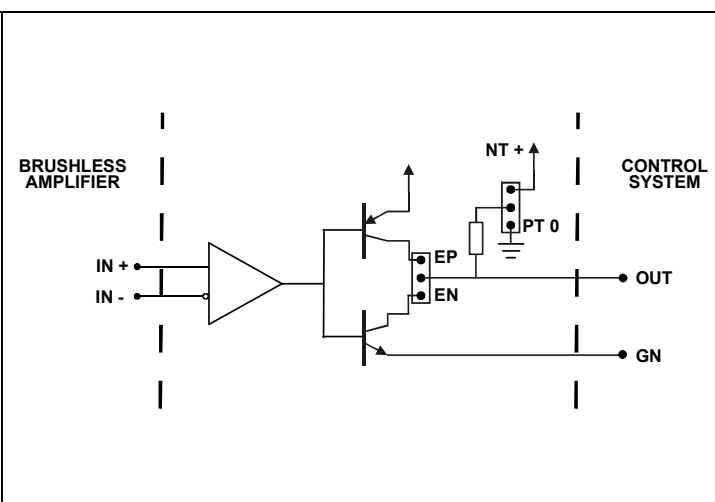 BRUSHLESS
AMPLIFIER
NT +
CONTROL
SYSTEM
PT 0
IN +
EP
OUT
IN -
EN
GN